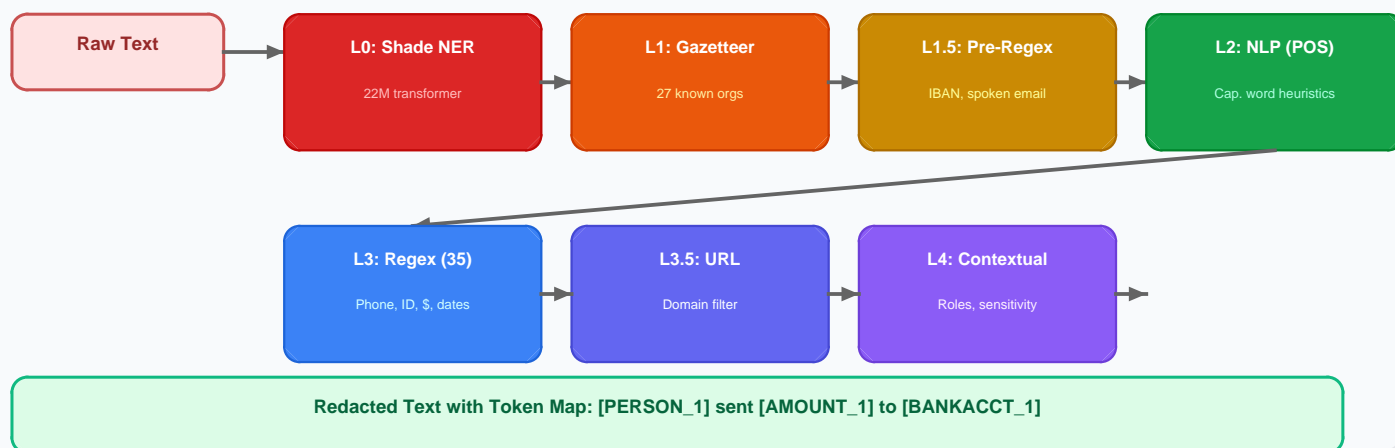 Raw Text
L0: Shade NER
22M transformer
L1: Gazetteer
27 known orgs
L1.5: Pre-Regex
IBAN, spoken email
L2: NLP (POS)
Cap. word heuristics
L3: Regex (35)
Phone, ID, $, dates
L3.5: URL
Domain filter
L4: Contextual
Roles, sensitivity
Redacted Text with Token Map: [PERSON_1] sent [AMOUNT_1] to [BANKACCT_1]